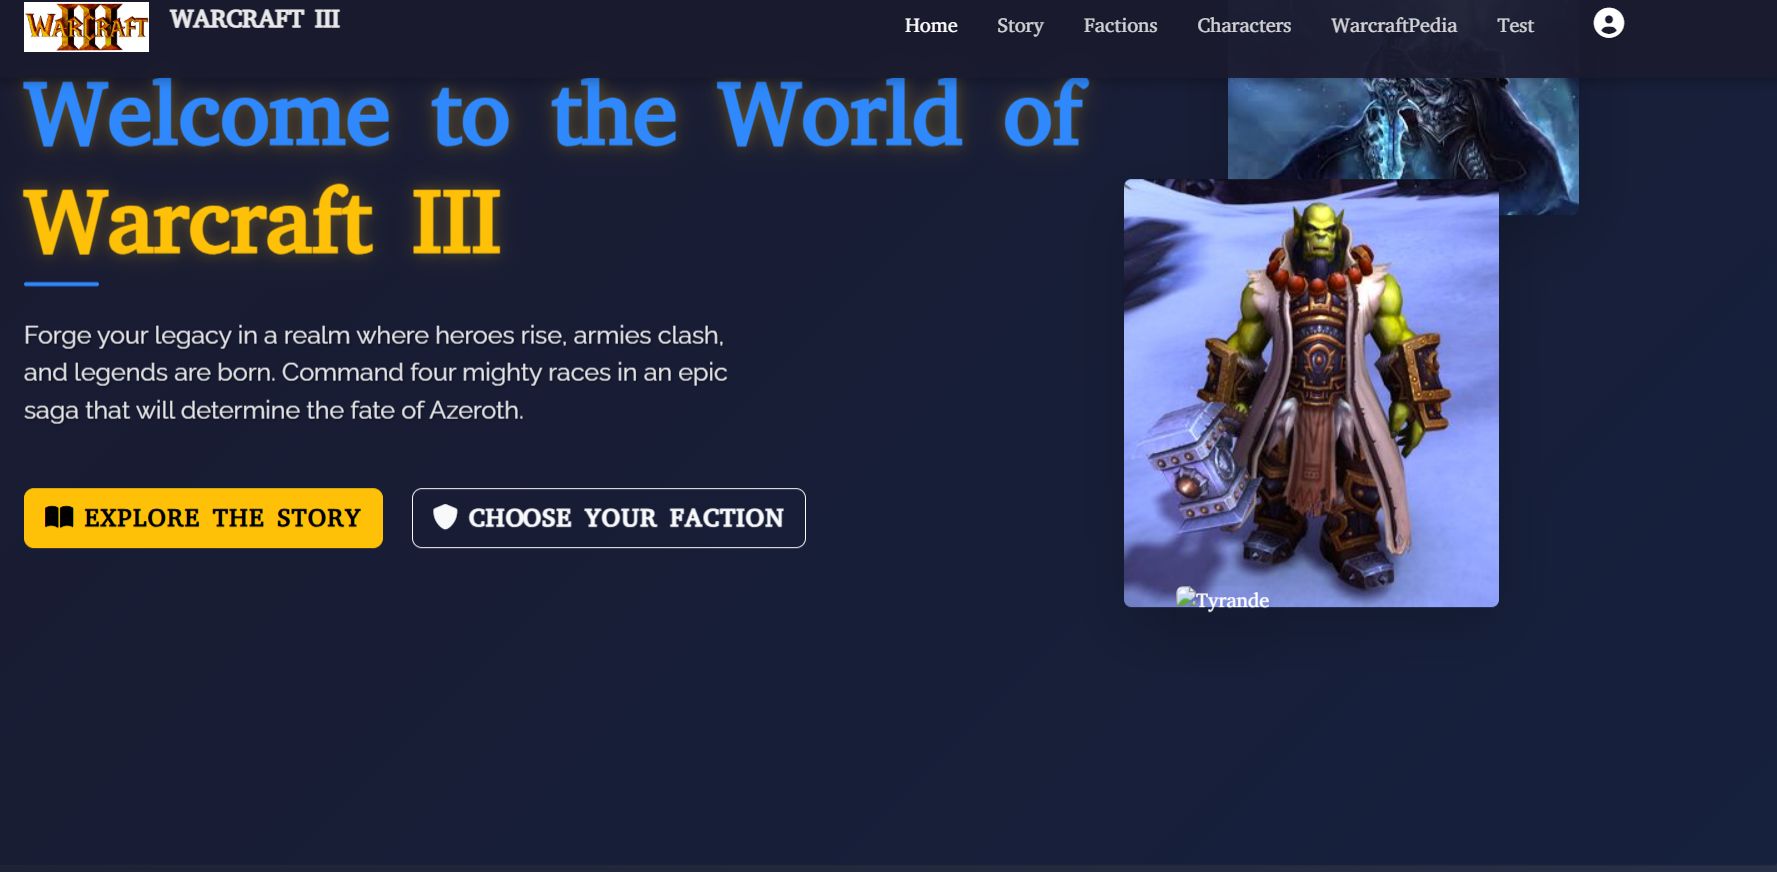 WARCRAFT III
WARCRAFT III
Home Story Factions Characters WarcraftPedia Test
Welcome to the World of
Warcraft III
Forge your legacy in a realm where heroes rise, armies clash,
and legends are born. Command four mighty races in an epic
saga that will determine the fate of Azeroth.
EXPLORE THE STORY
CHOOSE YOUR FACTION
Tyrande